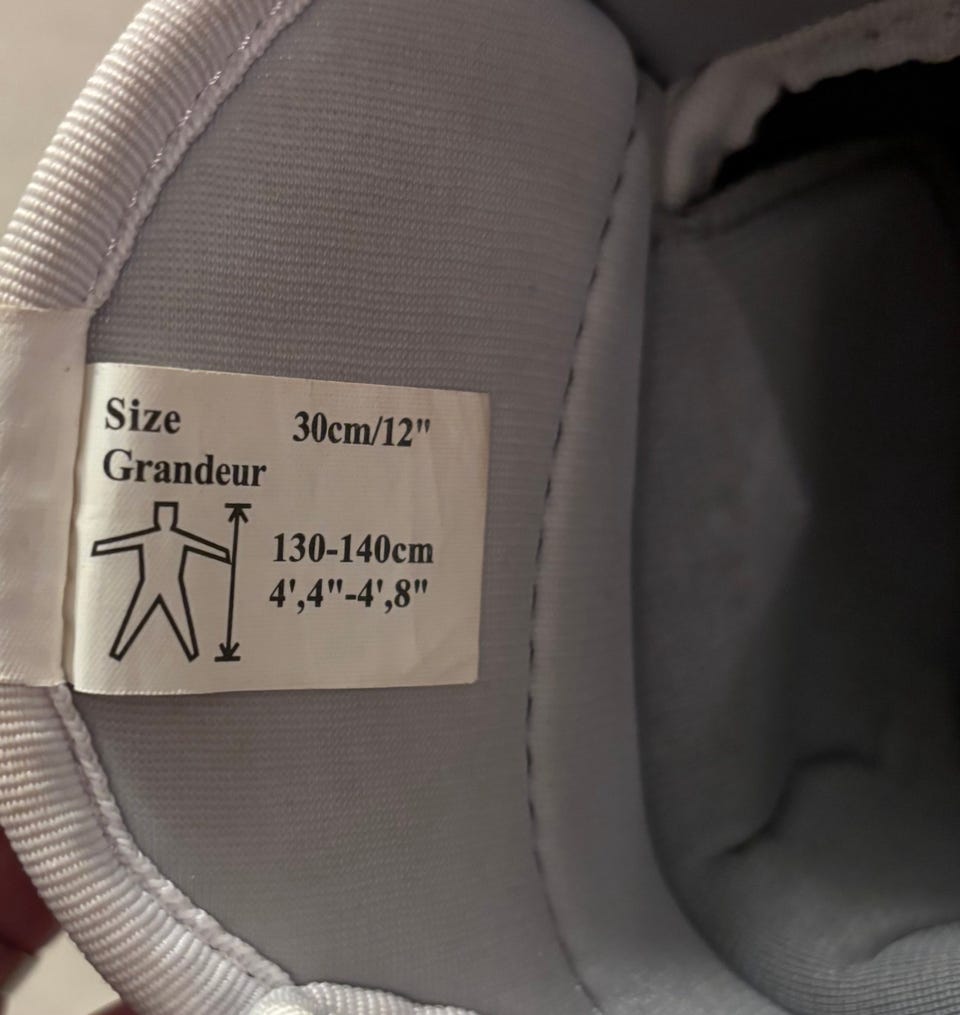 Size 30cm/12"
Grandeur
130-140cm
4',4"-4',8"